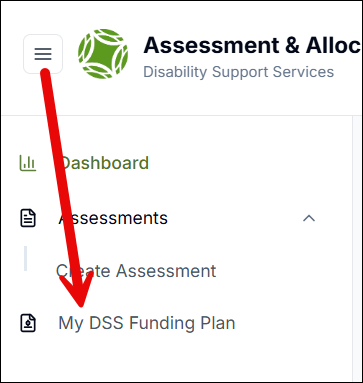 Assessment & Alloc
Disability Support Services
Dashboard
Assessments
Create Assessment
My DSS Funding Plan